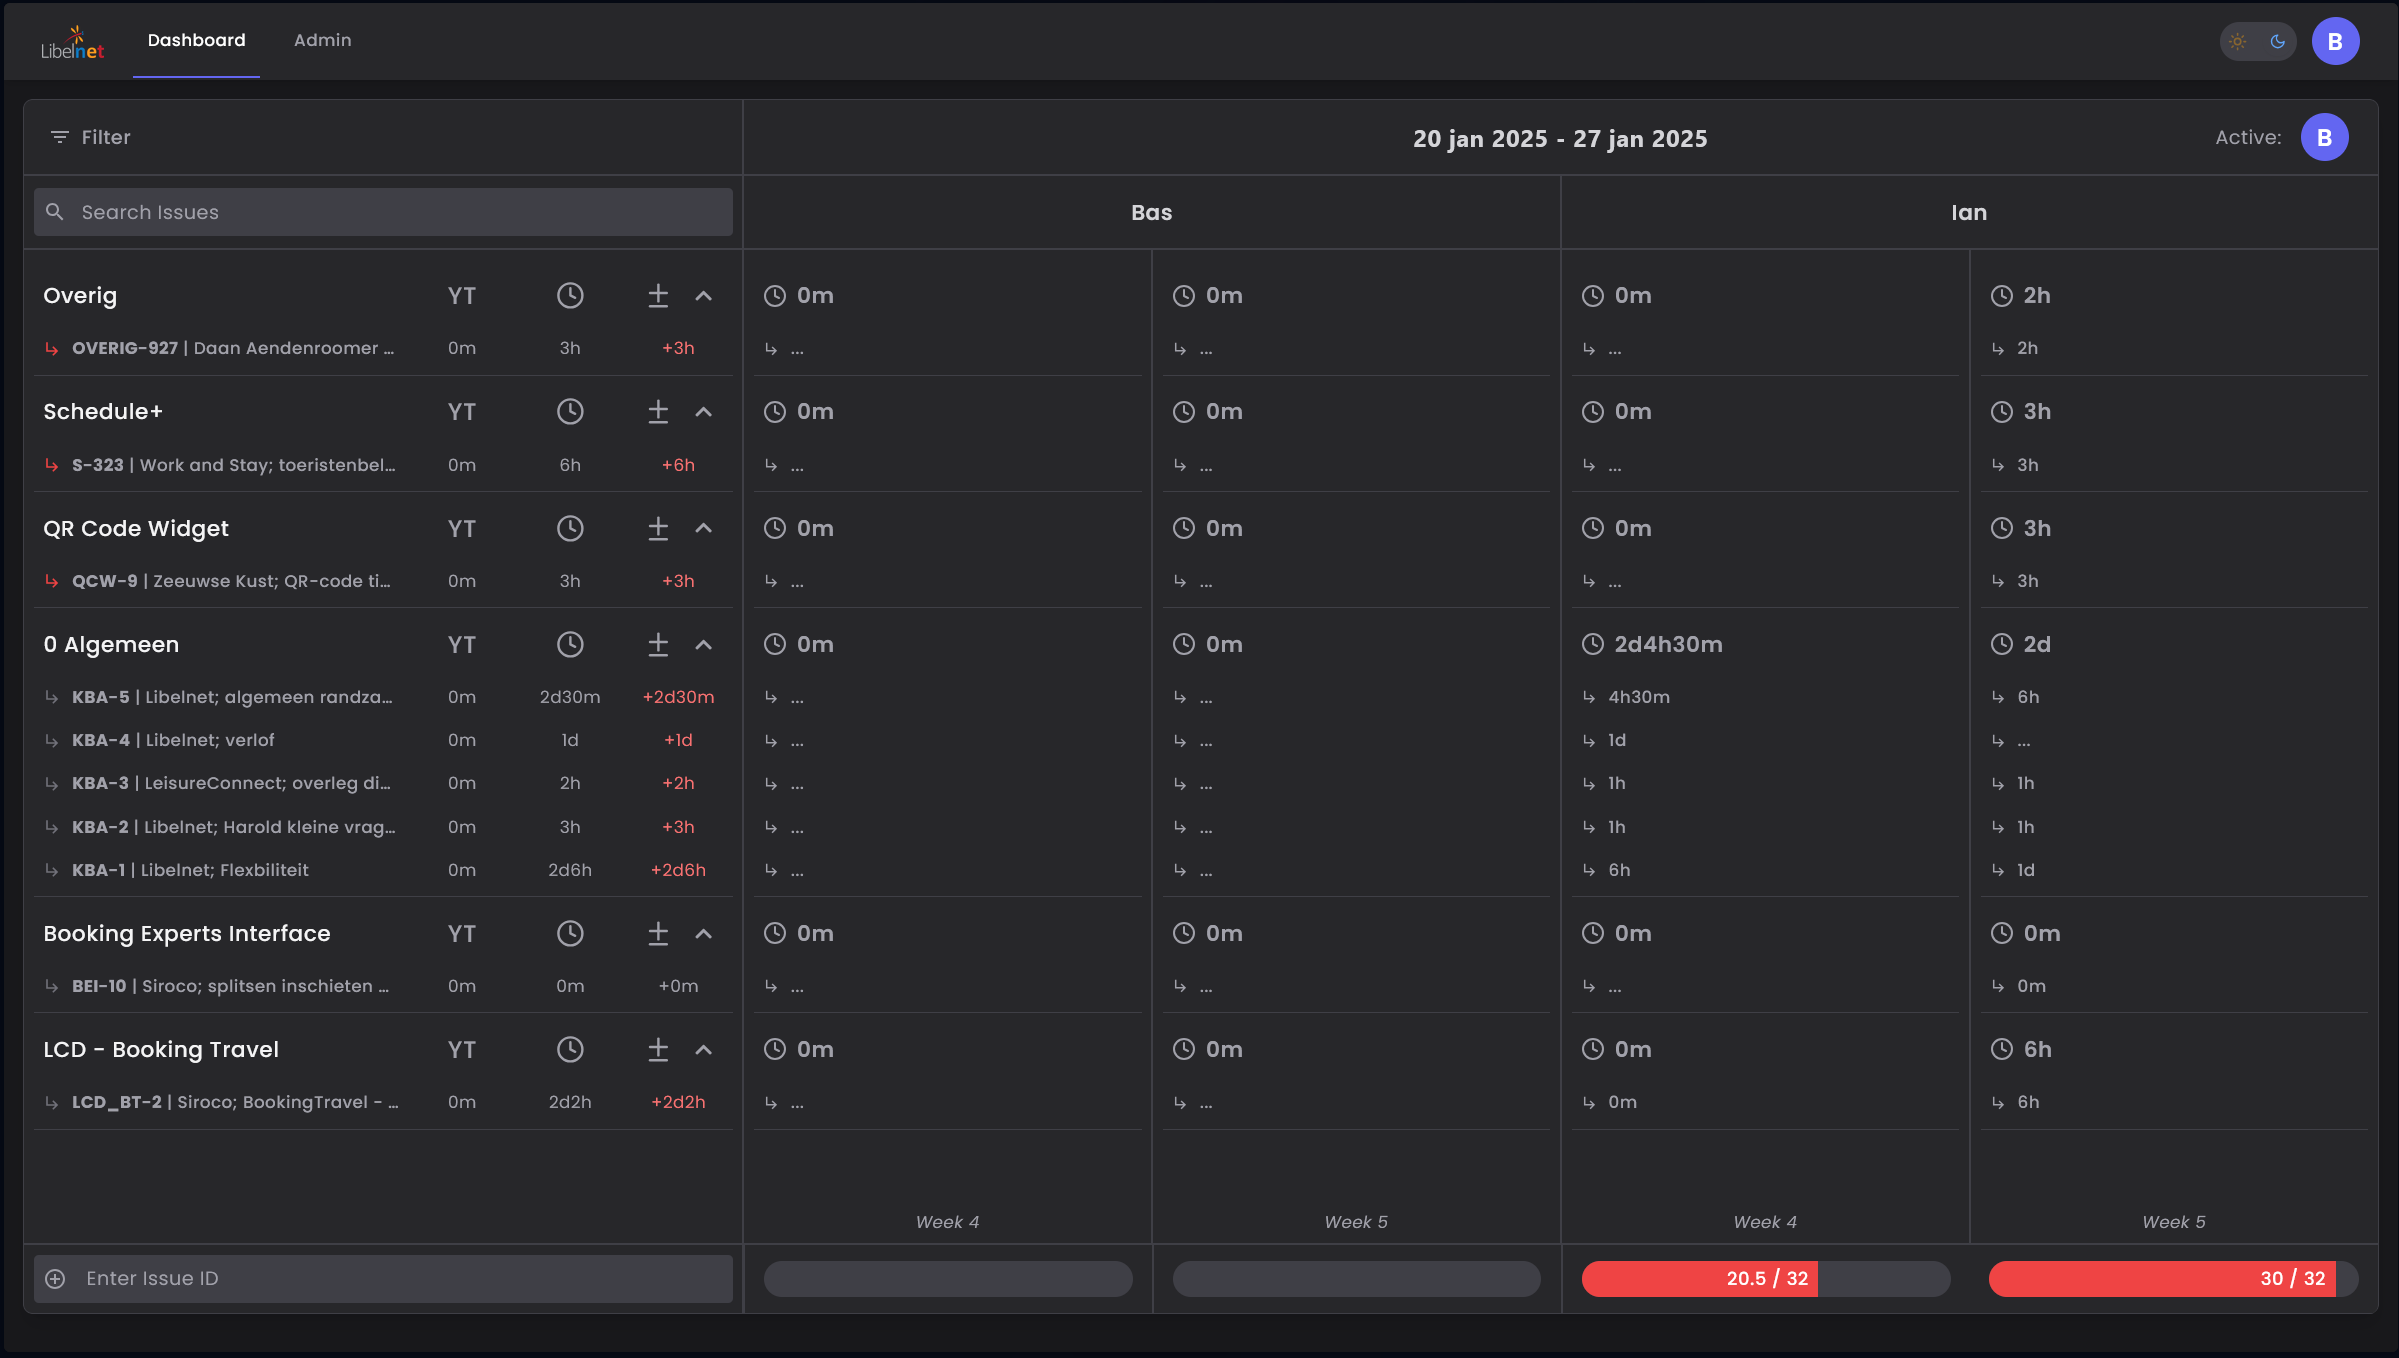 Libelnet Dashboard Admin B
Filter 20 jan 2025 - 27 jan 2025 Active: B
Search Issues Bas Ian
Overig YT ± 0m 0m 0m 2h
OVERIG-927 | Daan Aendenroomer ... 0m 3h +3h ... ... ... 2h
Schedule+ YT ± 0m 0m 0m 3h
S-323 | Work and Stay; toeristenbel... 0m 6h +6h ... ... ... 3h
QR Code Widget YT ± 0m 0m 0m 3h
QCW-9 | Zeeuwse Kust; QR-code ti... 0m 3h +3h ... ... ... 3h
0 Algemeen YT ± 0m 0m 2d4h30m 2d
KBA-5 | Libelnet; algemeen randza... 0m 2d30m +2d30m ... ... 4h30m 6h
KBA-4 | Libelnet; verlof 0m 1d +1d ... ... 1d ...
KBA-3 | LeisureConnect; overleg di... 0m 2h +2h ... ... 1h 1h
KBA-2 | Libelnet; Harold kleine vrag... 0m 3h +3h ... ... 1h 1h
KBA-1 | Libelnet; Flexbiliteit 0m 2d6h +2d6h ... ... 6h 1d
Booking Experts Interface YT ± 0m 0m 0m 0m
BEI-10 | Siroco; splitsen inschieten ... 0m 0m +0m ... ... ... 0m
LCD - Booking Travel YT ± 0m 0m 0m 6h
LCD_BT-2 | Siroco; BookingTravel - ... 0m 2d2h +2d2h ... ... 0m 6h
Week 4 Week 5 Week 4 Week 5
Enter Issue ID 20.5 / 32 30 / 32